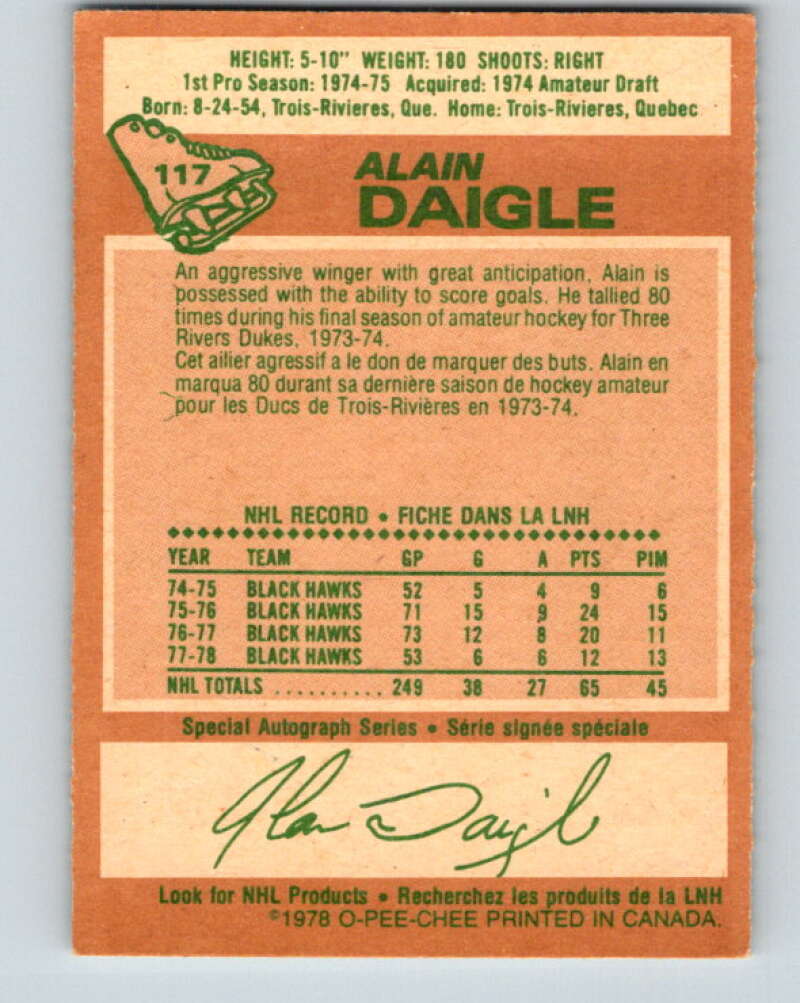 HEIGHT: 5-10" WEIGHT: 180 SHOOTS: RIGHT
1st Pro Season: 1974-75 Acquired: 1974 Amateur Draft
Born: 8-24-54, Trois-Rivieres, Que. Home: Trois-Rivieres, Quebec
117
ALAIN
DAIGLE
An aggressive winger with great anticipation, Alain is
possessed with the ability to score goals. He tallied 80
times during his final season of amateur hockey for Three
Rivers Dukes, 1973-74.
Cet ailier agressif a le don de marquer des buts. Alain en
marqua 80 durant sa dernière saison de hockey amateur
pour les Ducs de Trois-Rivières en 1973-74.
NHL RECORD • FICHE DANS LA LNH
YEAR TEAM GP G A PTS PIM
74-75 BLACK HAWKS 52 5 4 9 6
75-76 BLACK HAWKS 71 15 9 24 15
76-77 BLACK HAWKS 73 12 8 20 11
77-78 BLACK HAWKS 53 6 6 12 13
NHL TOTALS .......... 249 38 27 65 45
Special Autograph Series • Série signée spéciale
Alain Daigle
Look for NHL Products • Recherchez les produits de la LNH
©1978 O-PEE-CHEE PRINTED IN CANADA.